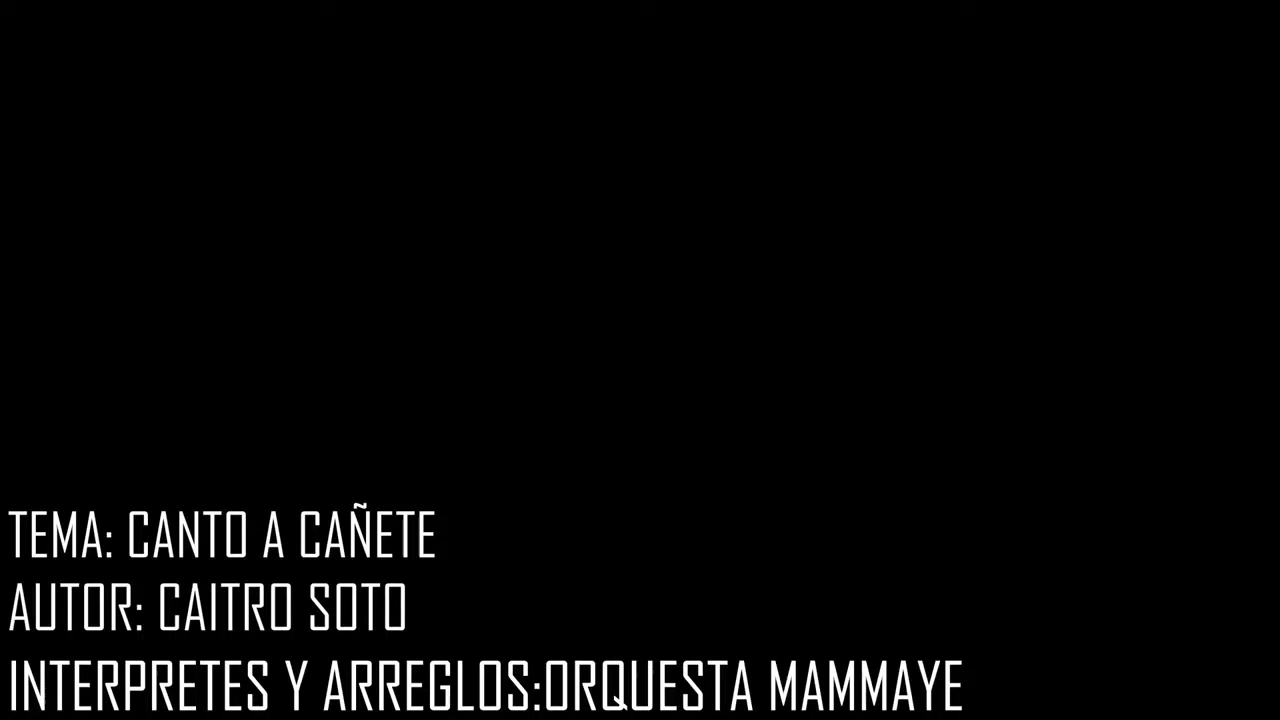 TEMA: CANTO A CAÑETE
AUTOR: CAITRO SOTO
INTERPRETES Y ARREGLOS:ORQUESTA MAMMAYE